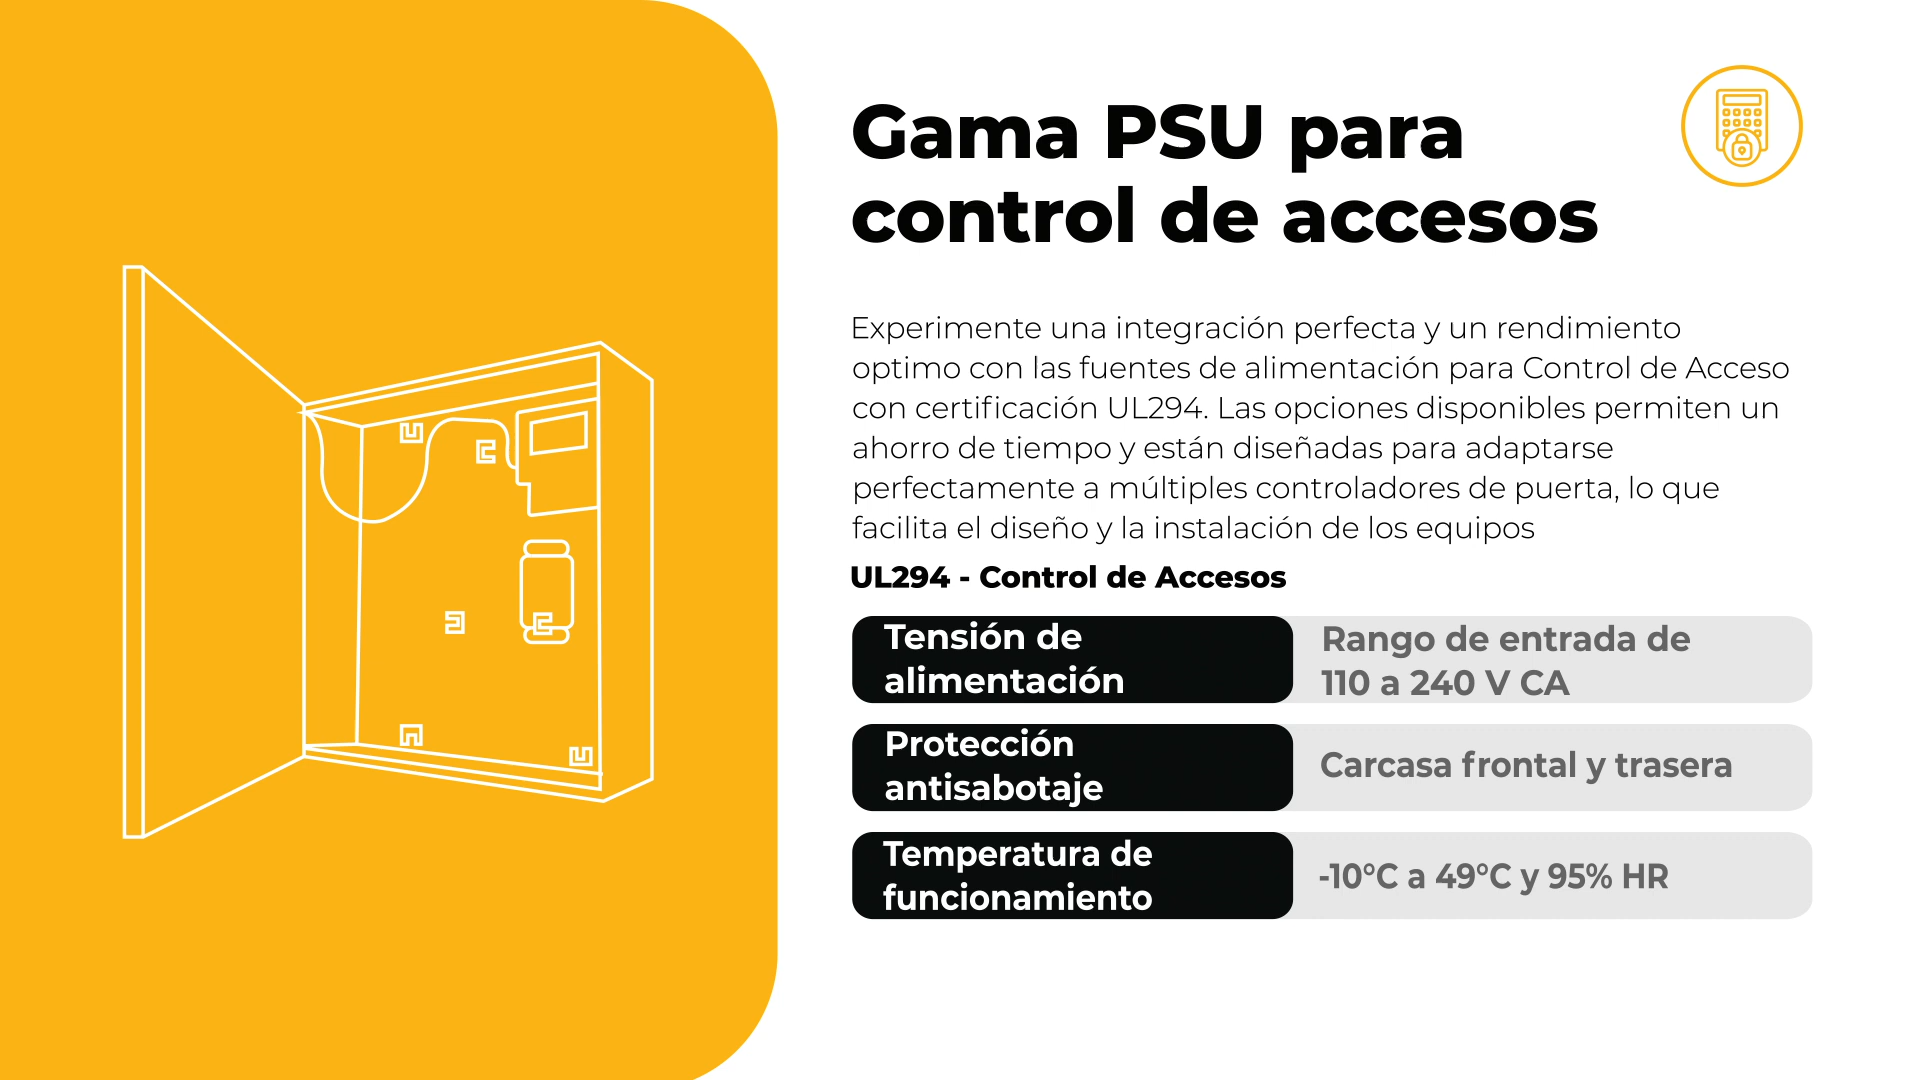 Gama PSU para
control de accesos
Experimente una integración perfecta y un rendimiento
optimo con las fuentes de alimentación para Control de Acceso
con certificación UL294. Las opciones disponibles permiten un
ahorro de tiempo y están diseñadas para adaptarse
perfectamente a múltiples controladores de puerta, lo que
facilita el diseño y la instalación de los equipos
UL294 - Control de Accesos
Tensión de
alimentación
Rango de entrada de
110 a 240 V CA
Protección
antisabotaje
Carcasa frontal y trasera
Temperatura de
funcionamiento
-10°C a 49°C y 95% HR